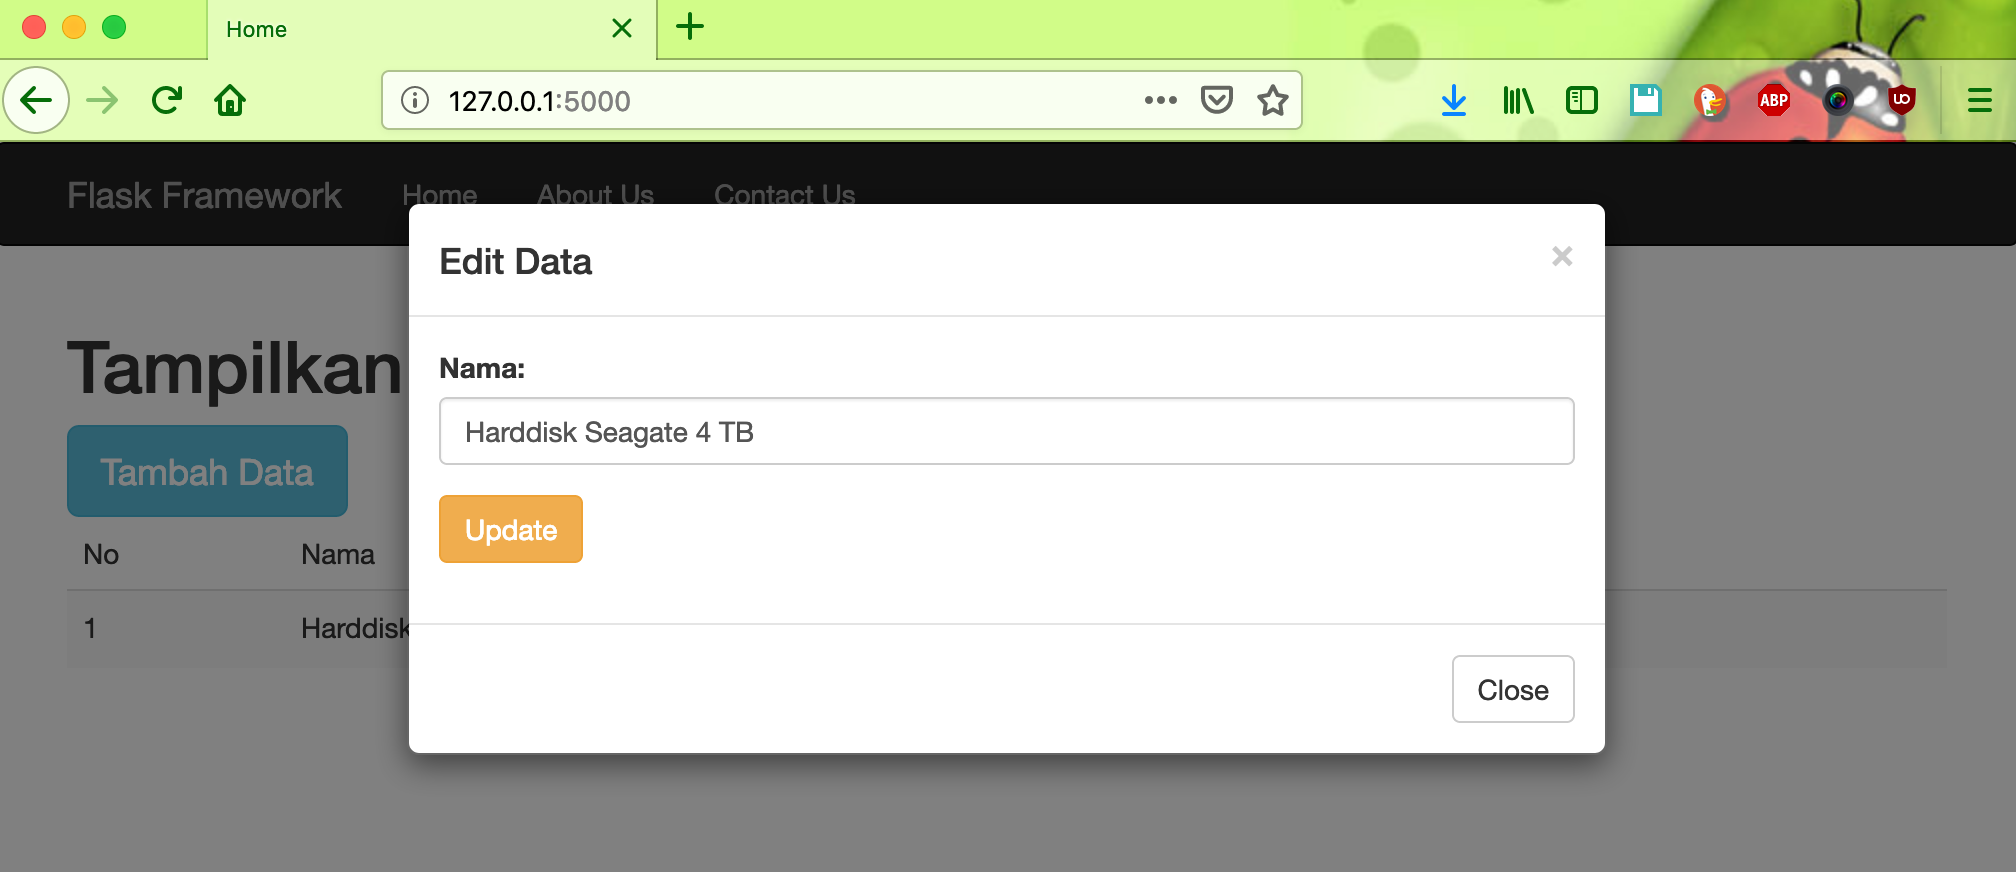 Home
127.0.0.1:5000
ABP
Flask Framework Home About Us Contact Us
Edit Data ×
Tampilkan
Nama:
Harddisk Seagate 4 TB
Tambah Data
Update
No Nama
1 Harddisk
Close